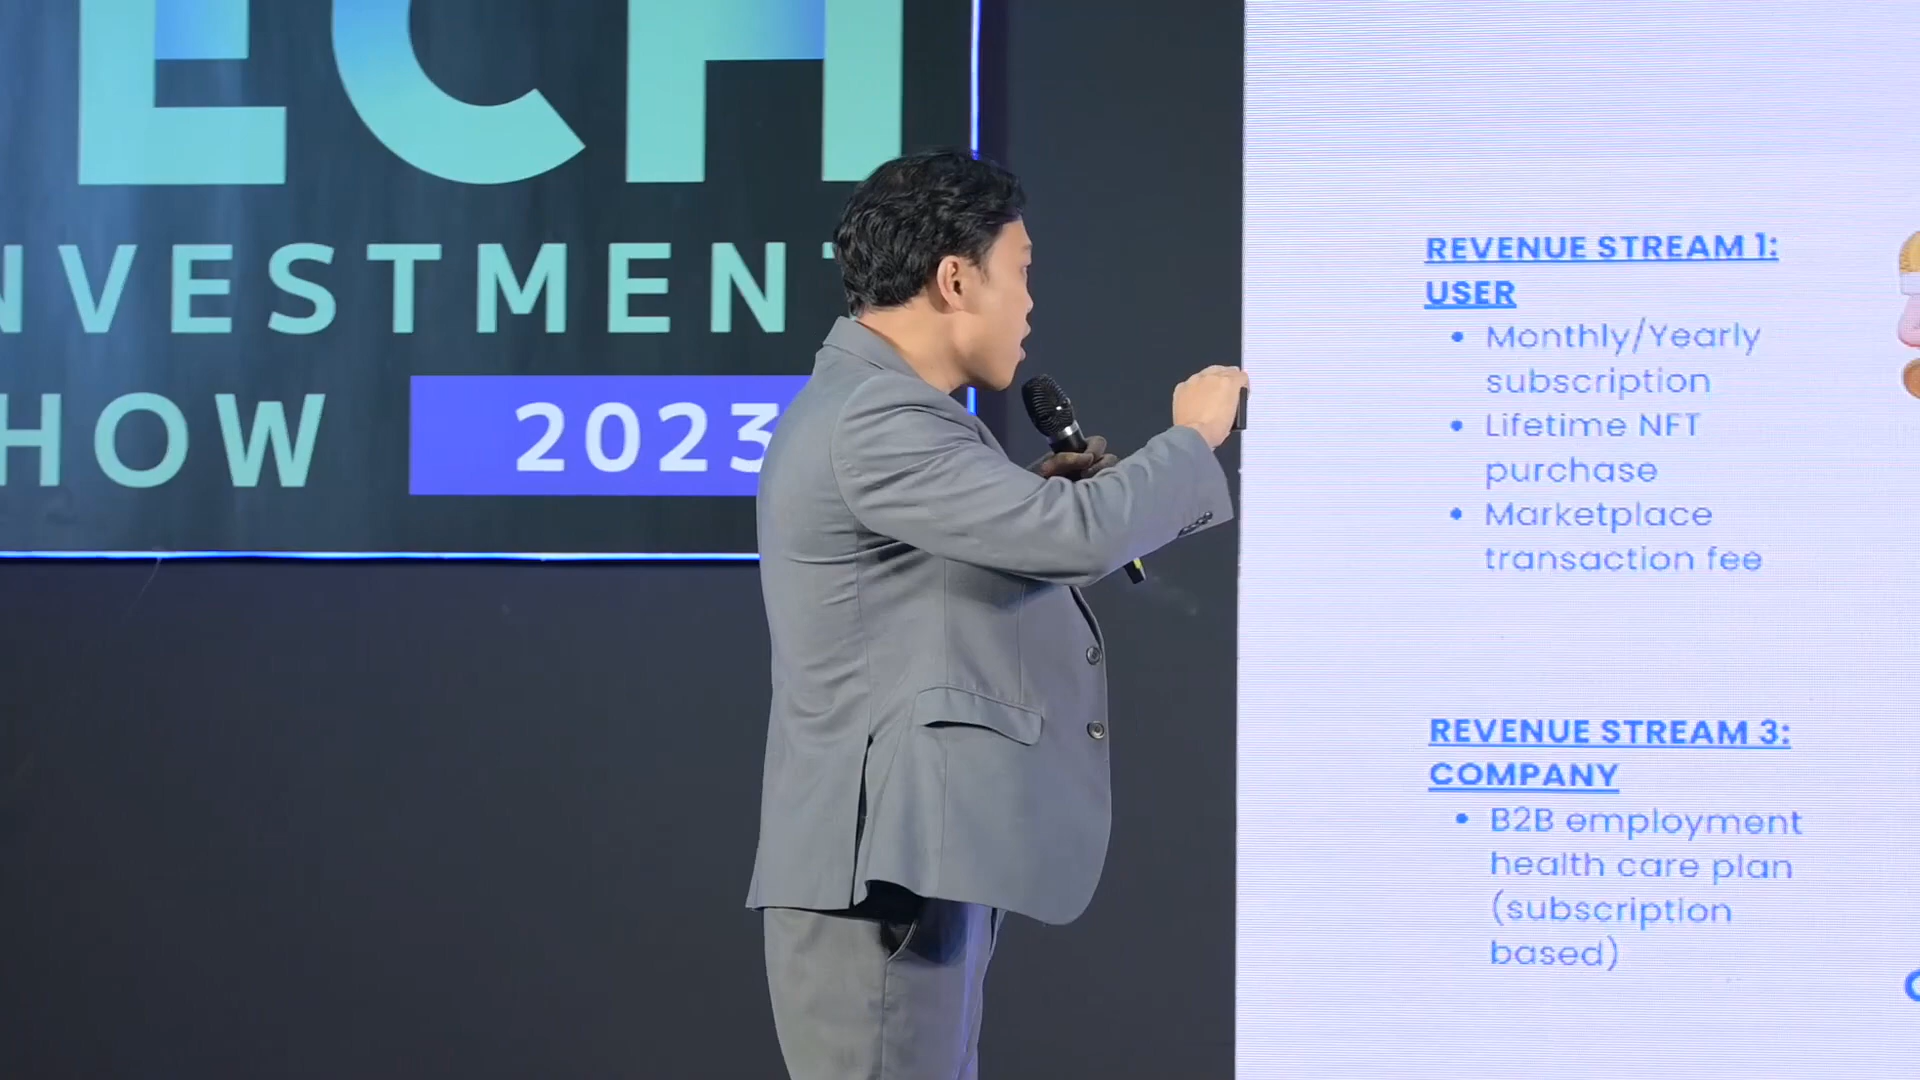 ECH
NVESTMENT
HOW 2023
REVENUE STREAM 1:
USER
• Monthly/Yearly
subscription
• Lifetime NFT
purchase
• Marketplace
transaction fee
REVENUE STREAM 3:
COMPANY
• B2B employment
health care plan
(subscription
based)